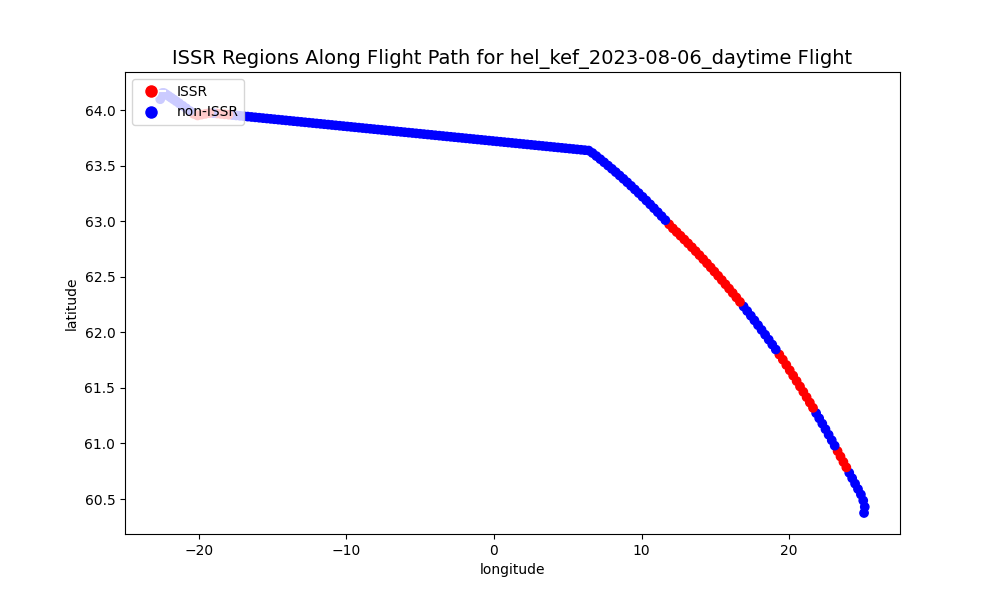 ISSR Regions Along Flight Path for hel_kef_2023-08-06_daytime Flight
ISSR
non-ISSR
64.0
63.5
63.0
62.5
62.0
61.5
61.0
60.5
latitude
−20
−10
0
10
20
longitude